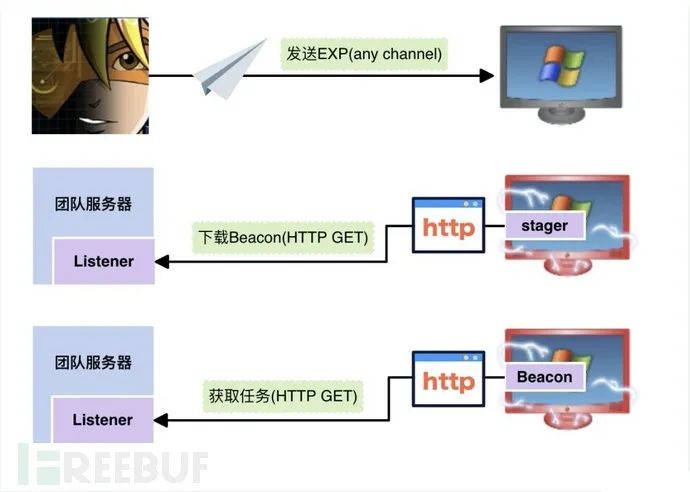 发送EXP(any channel)
团队服务器
Listener
下载Beacon(HTTP GET)
http
stager
团队服务器
Listener
获取任务(HTTP GET)
http
Beacon
FREEBUF